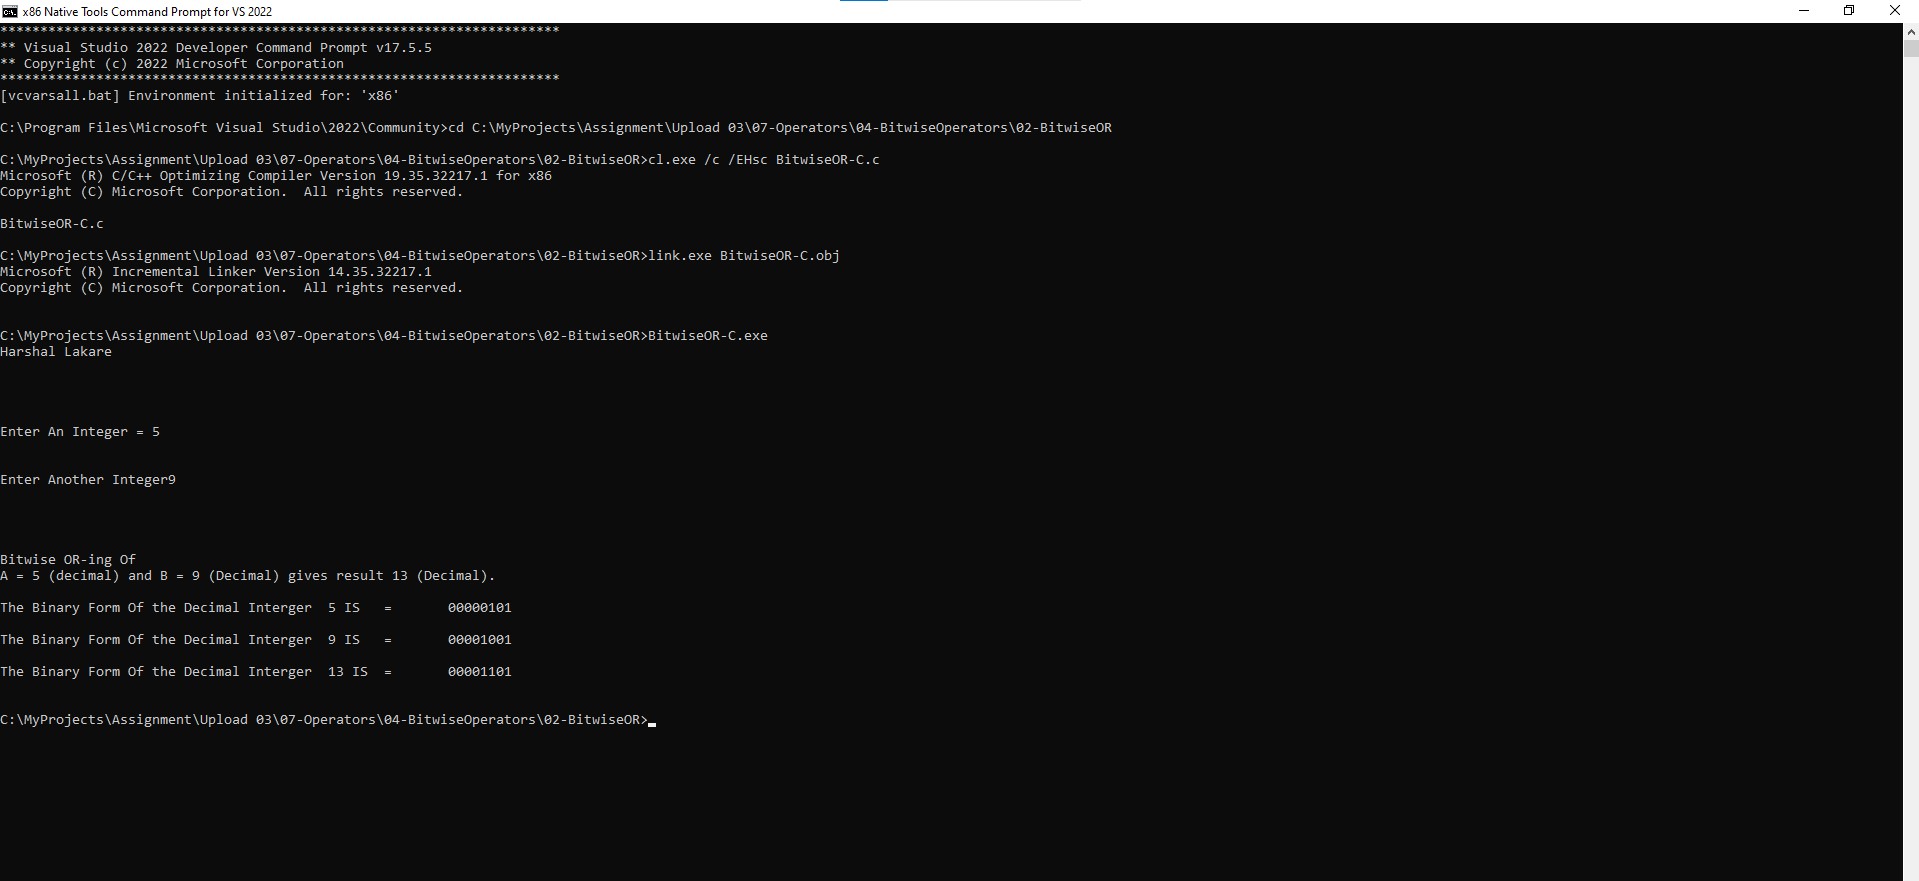 x86 Native Tools Command Prompt for VS 2022
**********************************************************************
** Visual Studio 2022 Developer Command Prompt v17.5.5
** Copyright (c) 2022 Microsoft Corporation
**********************************************************************
[vcvarsall.bat] Environment initialized for: 'x86'
C:\Program Files\Microsoft Visual Studio\2022\Community>cd C:\MyProjects\Assignment\Upload 03\07-Operators\04-BitwiseOperators\02-BitwiseOR
C:\MyProjects\Assignment\Upload 03\07-Operators\04-BitwiseOperators\02-BitwiseOR>cl.exe /c /EHsc BitwiseOR-C.c
Microsoft (R) C/C++ Optimizing Compiler Version 19.35.32217.1 for x86
Copyright (C) Microsoft Corporation.  All rights reserved.
BitwiseOR-C.c
C:\MyProjects\Assignment\Upload 03\07-Operators\04-BitwiseOperators\02-BitwiseOR>link.exe BitwiseOR-C.obj
Microsoft (R) Incremental Linker Version 14.35.32217.1
Copyright (C) Microsoft Corporation.  All rights reserved.
C:\MyProjects\Assignment\Upload 03\07-Operators\04-BitwiseOperators\02-BitwiseOR>BitwiseOR-C.exe
Harshal Lakare
Enter An Integer = 5
Enter Another Integer9
Bitwise OR-ing Of
A = 5 (decimal) and B = 9 (Decimal) gives result 13 (Decimal).
The Binary Form Of the Decimal Interger  5 IS   =       00000101
The Binary Form Of the Decimal Interger  9 IS   =       00001001
The Binary Form Of the Decimal Interger  13 IS  =       00001101
C:\MyProjects\Assignment\Upload 03\07-Operators\04-BitwiseOperators\02-BitwiseOR>